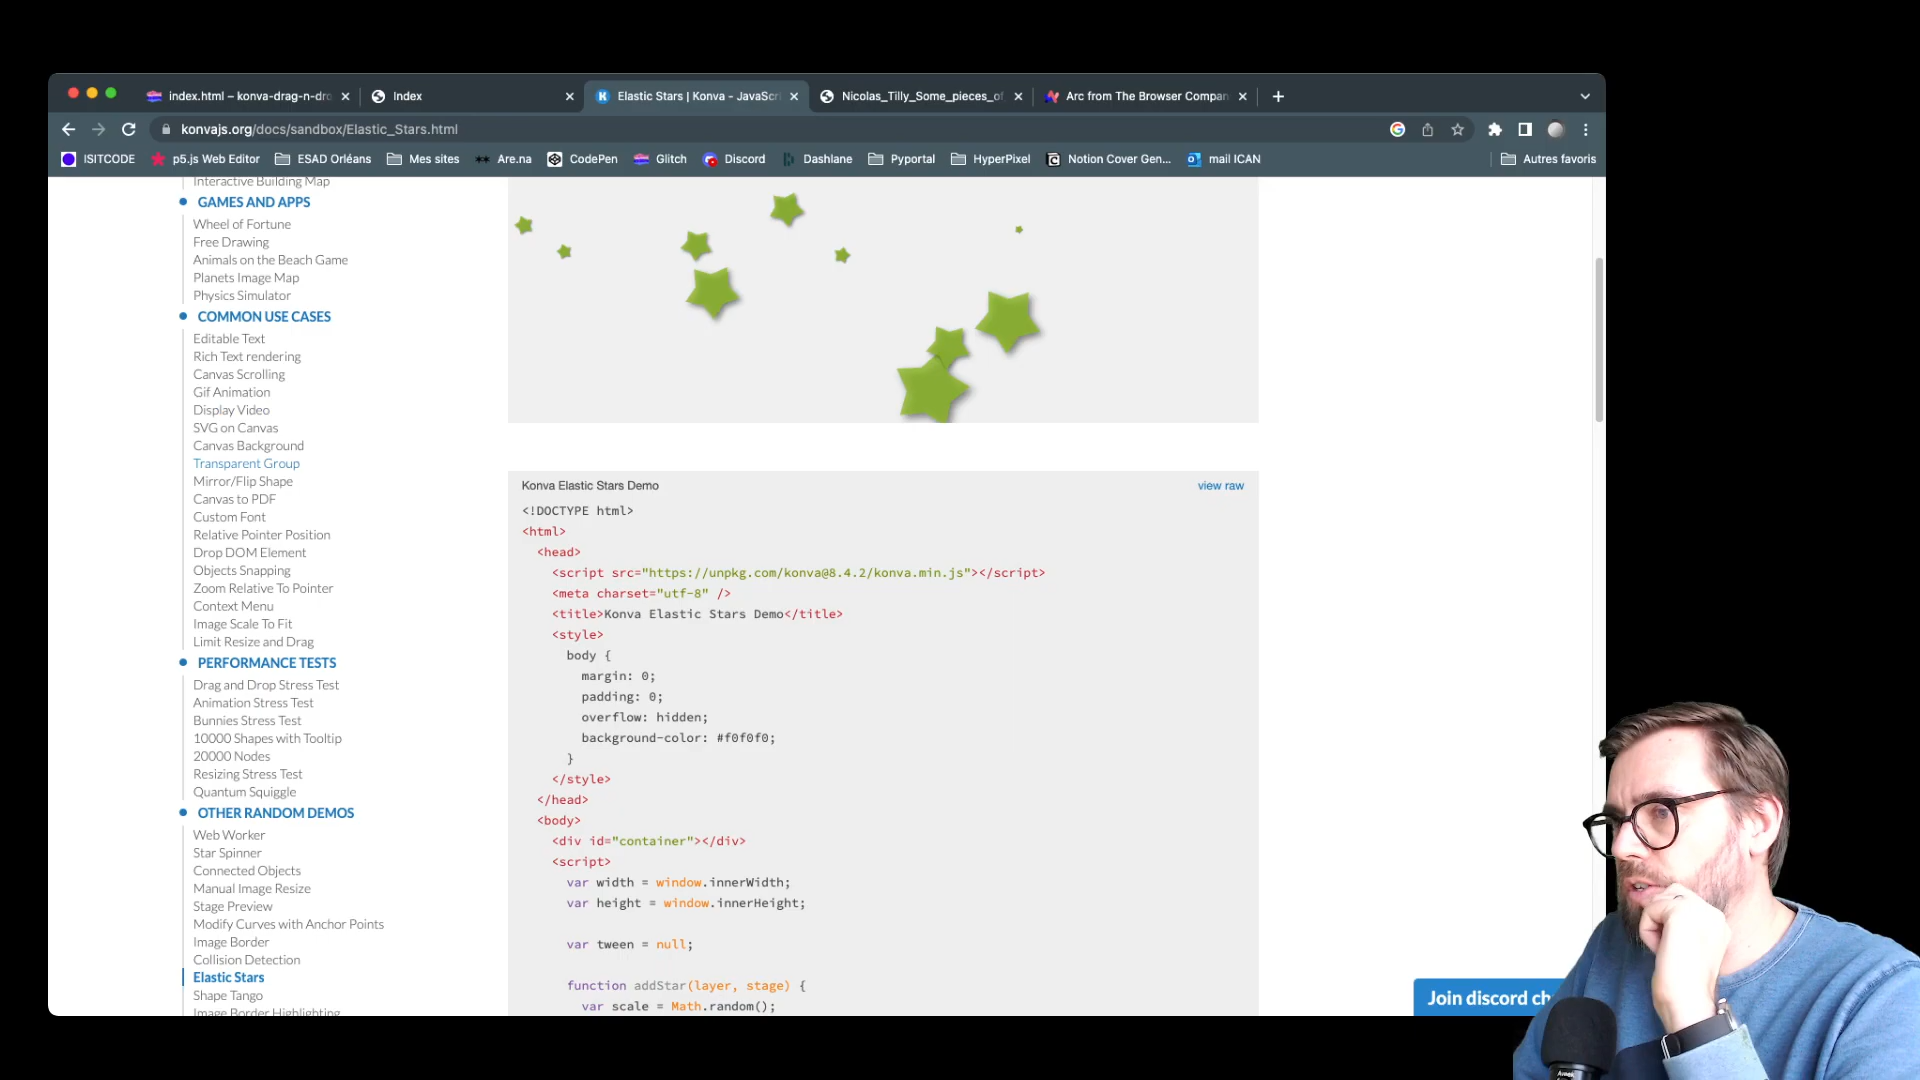 index.html – konva-drag-n-dro
Index
Elastic Stars | Konva - JavaScri
Nicolas_Tilly_Some_pieces_of
Arc from The Browser Compan
konvajs.org/docs/sandbox/Elastic_Stars.html
ISITCODE
p5.js Web Editor
ESAD Orléans
Mes sites
Are.na
CodePen
Glitch
Discord
Dashlane
Pyportal
HyperPixel
Notion Cover Gen...
mail ICAN
Autres favoris
Interactive Building Map
GAMES AND APPS
Wheel of Fortune
Free Drawing
Animals on the Beach Game
Planets Image Map
Physics Simulator
COMMON USE CASES
Editable Text
Rich Text rendering
Canvas Scrolling
Gif Animation
Display Video
SVG on Canvas
Canvas Background
Transparent Group
Mirror/Flip Shape
Canvas to PDF
Custom Font
Relative Pointer Position
Drop DOM Element
Objects Snapping
Zoom Relative To Pointer
Context Menu
Image Scale To Fit
Limit Resize and Drag
PERFORMANCE TESTS
Drag and Drop Stress Test
Animation Stress Test
Bunnies Stress Test
10000 Shapes with Tooltip
20000 Nodes
Resizing Stress Test
Quantum Squiggle
OTHER RANDOM DEMOS
Web Worker
Star Spinner
Connected Objects
Manual Image Resize
Stage Preview
Modify Curves with Anchor Points
Image Border
Collision Detection
Elastic Stars
Shape Tango
Image Border Highlighting
Konva Elastic Stars Demo
view raw
<!DOCTYPE html>
<html>
<head>
<script src="https://unpkg.com/konva@8.4.2/konva.min.js"></script>
<meta charset="utf-8" />
<title>Konva Elastic Stars Demo</title>
<style>
body {
margin: 0;
padding: 0;
overflow: hidden;
background-color: #f0f0f0;
}
</style>
</head>
<body>
<div id="container"></div>
<script>
var width = window.innerWidth;
var height = window.innerHeight;
var tween = null;
function addStar(layer, stage) {
var scale = Math.random();
Join discord ch